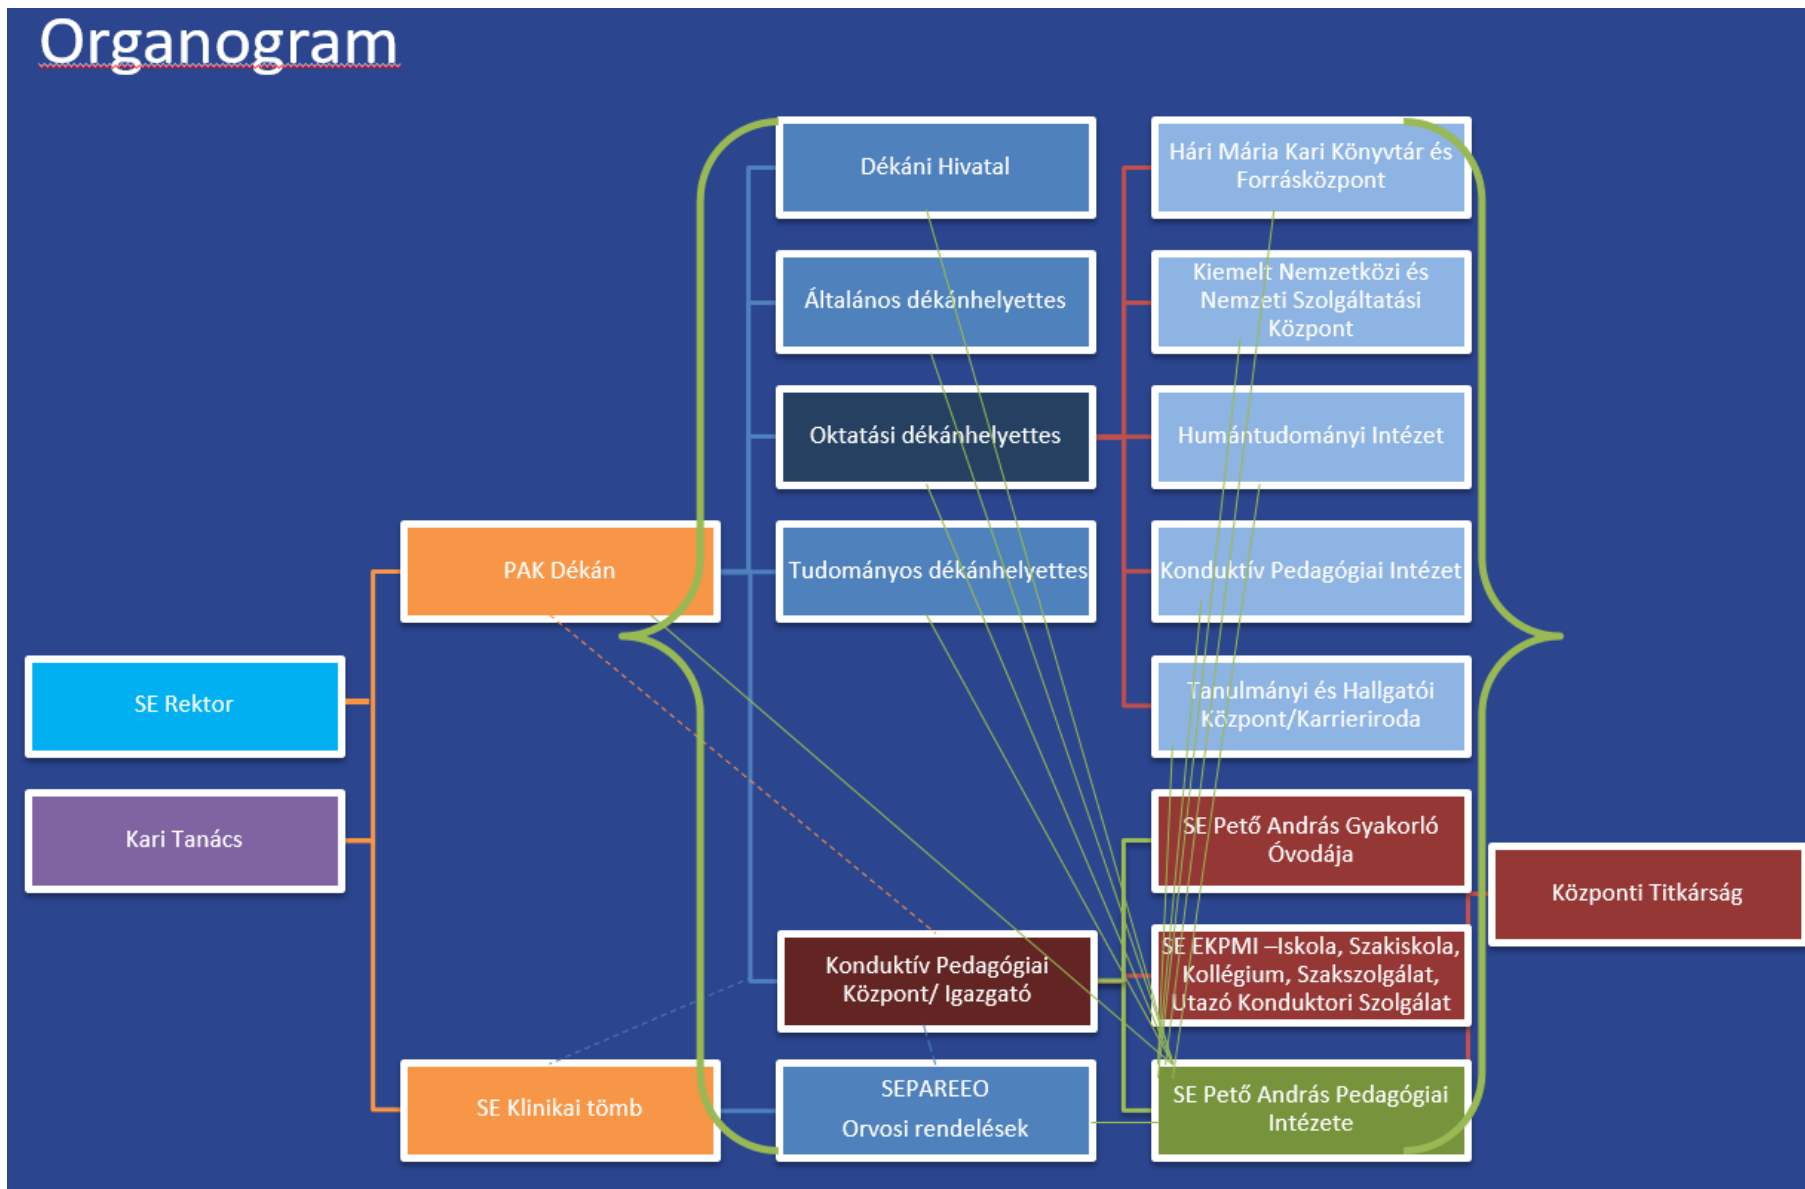 Organogram
Dékáni Hivatal
Hári Mária Kari Könyvtár és
Forrásközpont
Általános dékánhelyettes
Kiemelt Nemzetközi és
Nemzeti Szolgáltatási
Központ
Oktatási dékánhelyettes
Humántudományi Intézet
PAK Dékán
Tudományos dékánhelyettes
Konduktív Pedagógiai Intézet
SE Rektor
Tanulmányi és Hallgatói
Központ/Karrieriroda
Kari Tanács
SE Pető András Gyakorló
Óvodája
Központi Titkárság
Konduktív Pedagógiai
Központ/ Igazgató
SE EKPMI –Iskola, Szakiskola,
Kollégium, Szakszolgálat,
Utazó Konduktori Szolgálat
SE Klinikai tömb
SEPAREEO
Orvosi rendelések
SE Pető András Pedagógiai
Intézete